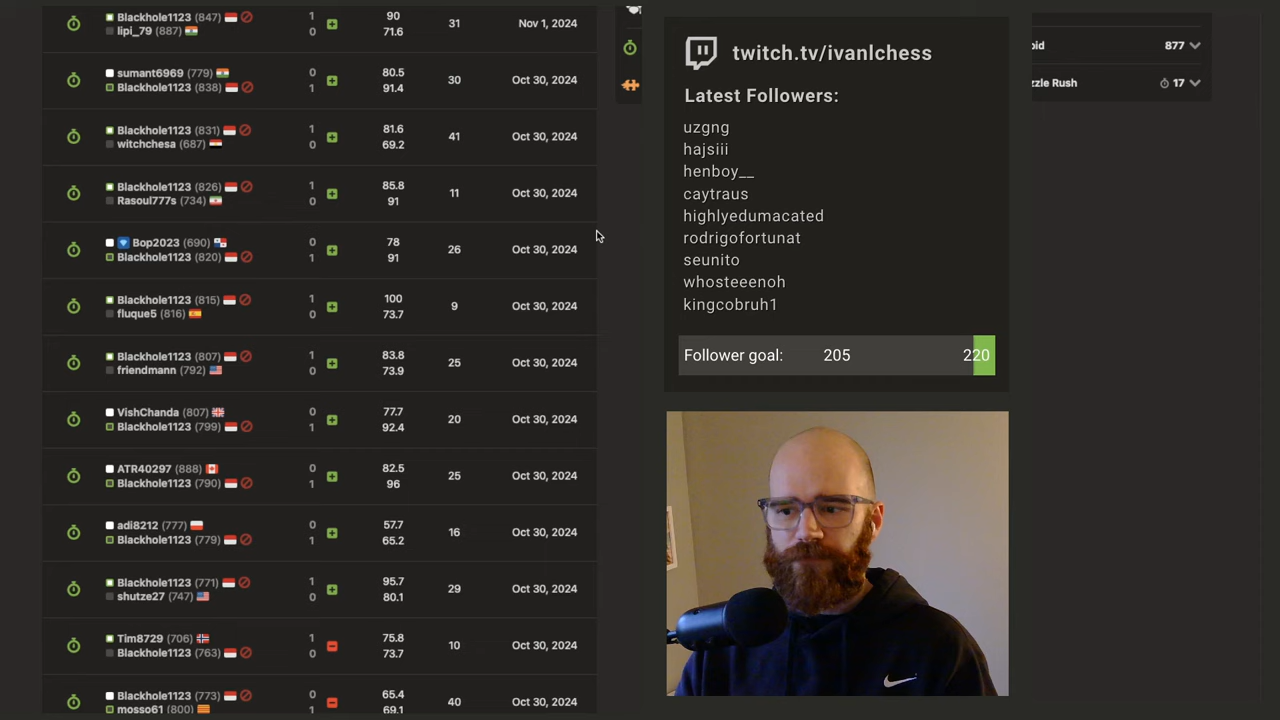 Blackhole1123 (847) 1 90 31 Nov 1, 2024
lipi_79 (887) 0 71.6
sumant6969 (779) 0 80.5 30 Oct 30, 2024
Blackhole1123 (838) 1 91.4
Blackhole1123 (831) 1 81.6 41 Oct 30, 2024
witchchesa (687) 0 69.2
Blackhole1123 (826) 1 85.8 11 Oct 30, 2024
Rasoul777s (734) 0 91
Bop2023 (690) 0 78 26 Oct 30, 2024
Blackhole1123 (820) 1 91
Blackhole1123 (815) 1 100 9 Oct 30, 2024
fluque5 (816) 0 73.7
Blackhole1123 (807) 1 83.8 25 Oct 30, 2024
friendmann (792) 0 73.9
VishChanda (807) 0 77.7 20 Oct 30, 2024
Blackhole1123 (799) 1 92.4
ATR40297 (888) 0 82.5 25 Oct 30, 2024
Blackhole1123 (790) 1 96
adi8212 (777) 0 57.7 16 Oct 30, 2024
Blackhole1123 (779) 1 65.2
Blackhole1123 (771) 1 95.7 29 Oct 30, 2024
shutze27 (747) 0 80.1
Tim8729 (706) 1 75.8 10 Oct 30, 2024
Blackhole1123 (763) 0 73.7
Blackhole1123 (773) 0 65.4 40 Oct 30, 2024
mosso61 (800) 1 69.1
twitch.tv/ivanlchess
Latest Followers:
uzgng
hajsiii
henboy__
caytraus
highlyedumacated
rodrigofortunat
seunito
whosteeenoh
kingcobruh1
Follower goal: 205 220
pid 877
zzle Rush 17